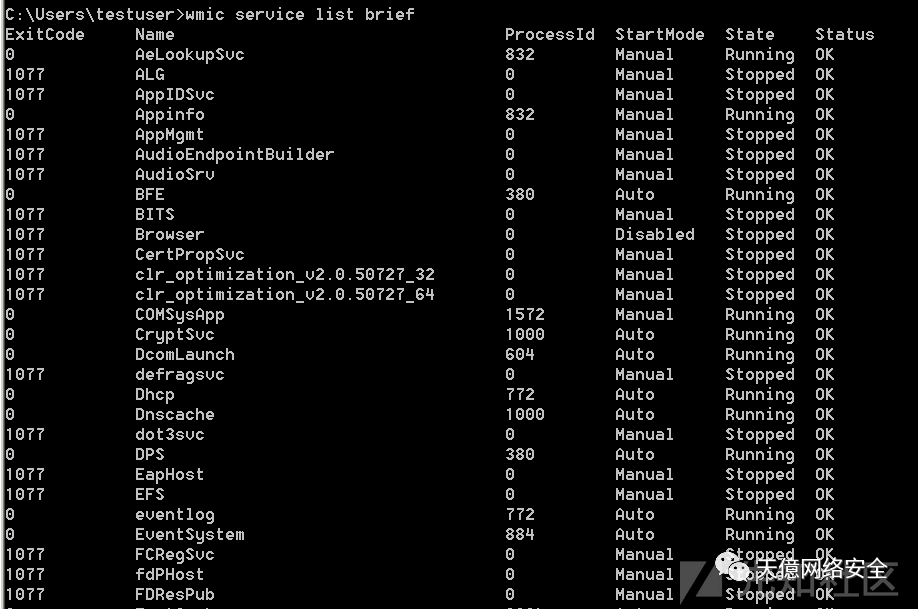 C:\Users\testuser>wmic service list brief
ExitCode Name ProcessId StartMode State Status
0 AeLookupSvc 832 Manual Running OK
1077 ALG 0 Manual Stopped OK
1077 AppIDSvc 0 Manual Stopped OK
0 Appinfo 832 Manual Running OK
1077 AppMgmt 0 Manual Stopped OK
1077 AudioEndpointBuilder 0 Manual Stopped OK
1077 AudioSrv 0 Manual Stopped OK
0 BFE 380 Auto Running OK
1077 BITS 0 Manual Stopped OK
1077 Browser 0 Disabled Stopped OK
1077 CertPropSvc 0 Manual Stopped OK
1077 clr_optimization_v2.0.50727_32 0 Manual Stopped OK
1077 clr_optimization_v2.0.50727_64 0 Manual Stopped OK
0 COMSysApp 1572 Manual Running OK
0 CryptSvc 1000 Auto Running OK
0 DcomLaunch 604 Auto Running OK
1077 defragsvc 0 Manual Stopped OK
0 Dhcp 772 Auto Running OK
0 Dnscache 1000 Auto Running OK
1077 dot3svc 0 Manual Stopped OK
0 DPS 380 Auto Running OK
1077 EapHost 0 Manual Stopped OK
1077 EFS 0 Manual Stopped OK
0 eventlog 772 Auto Running OK
0 EventSystem 884 Auto Running OK
1077 FCRegSvc 0 Manual Stopped OK
1077 fdPHost 0 Manual Stopped OK
1077 FDResPub 0 Manual Stopped OK
天億网络安全
先知社区